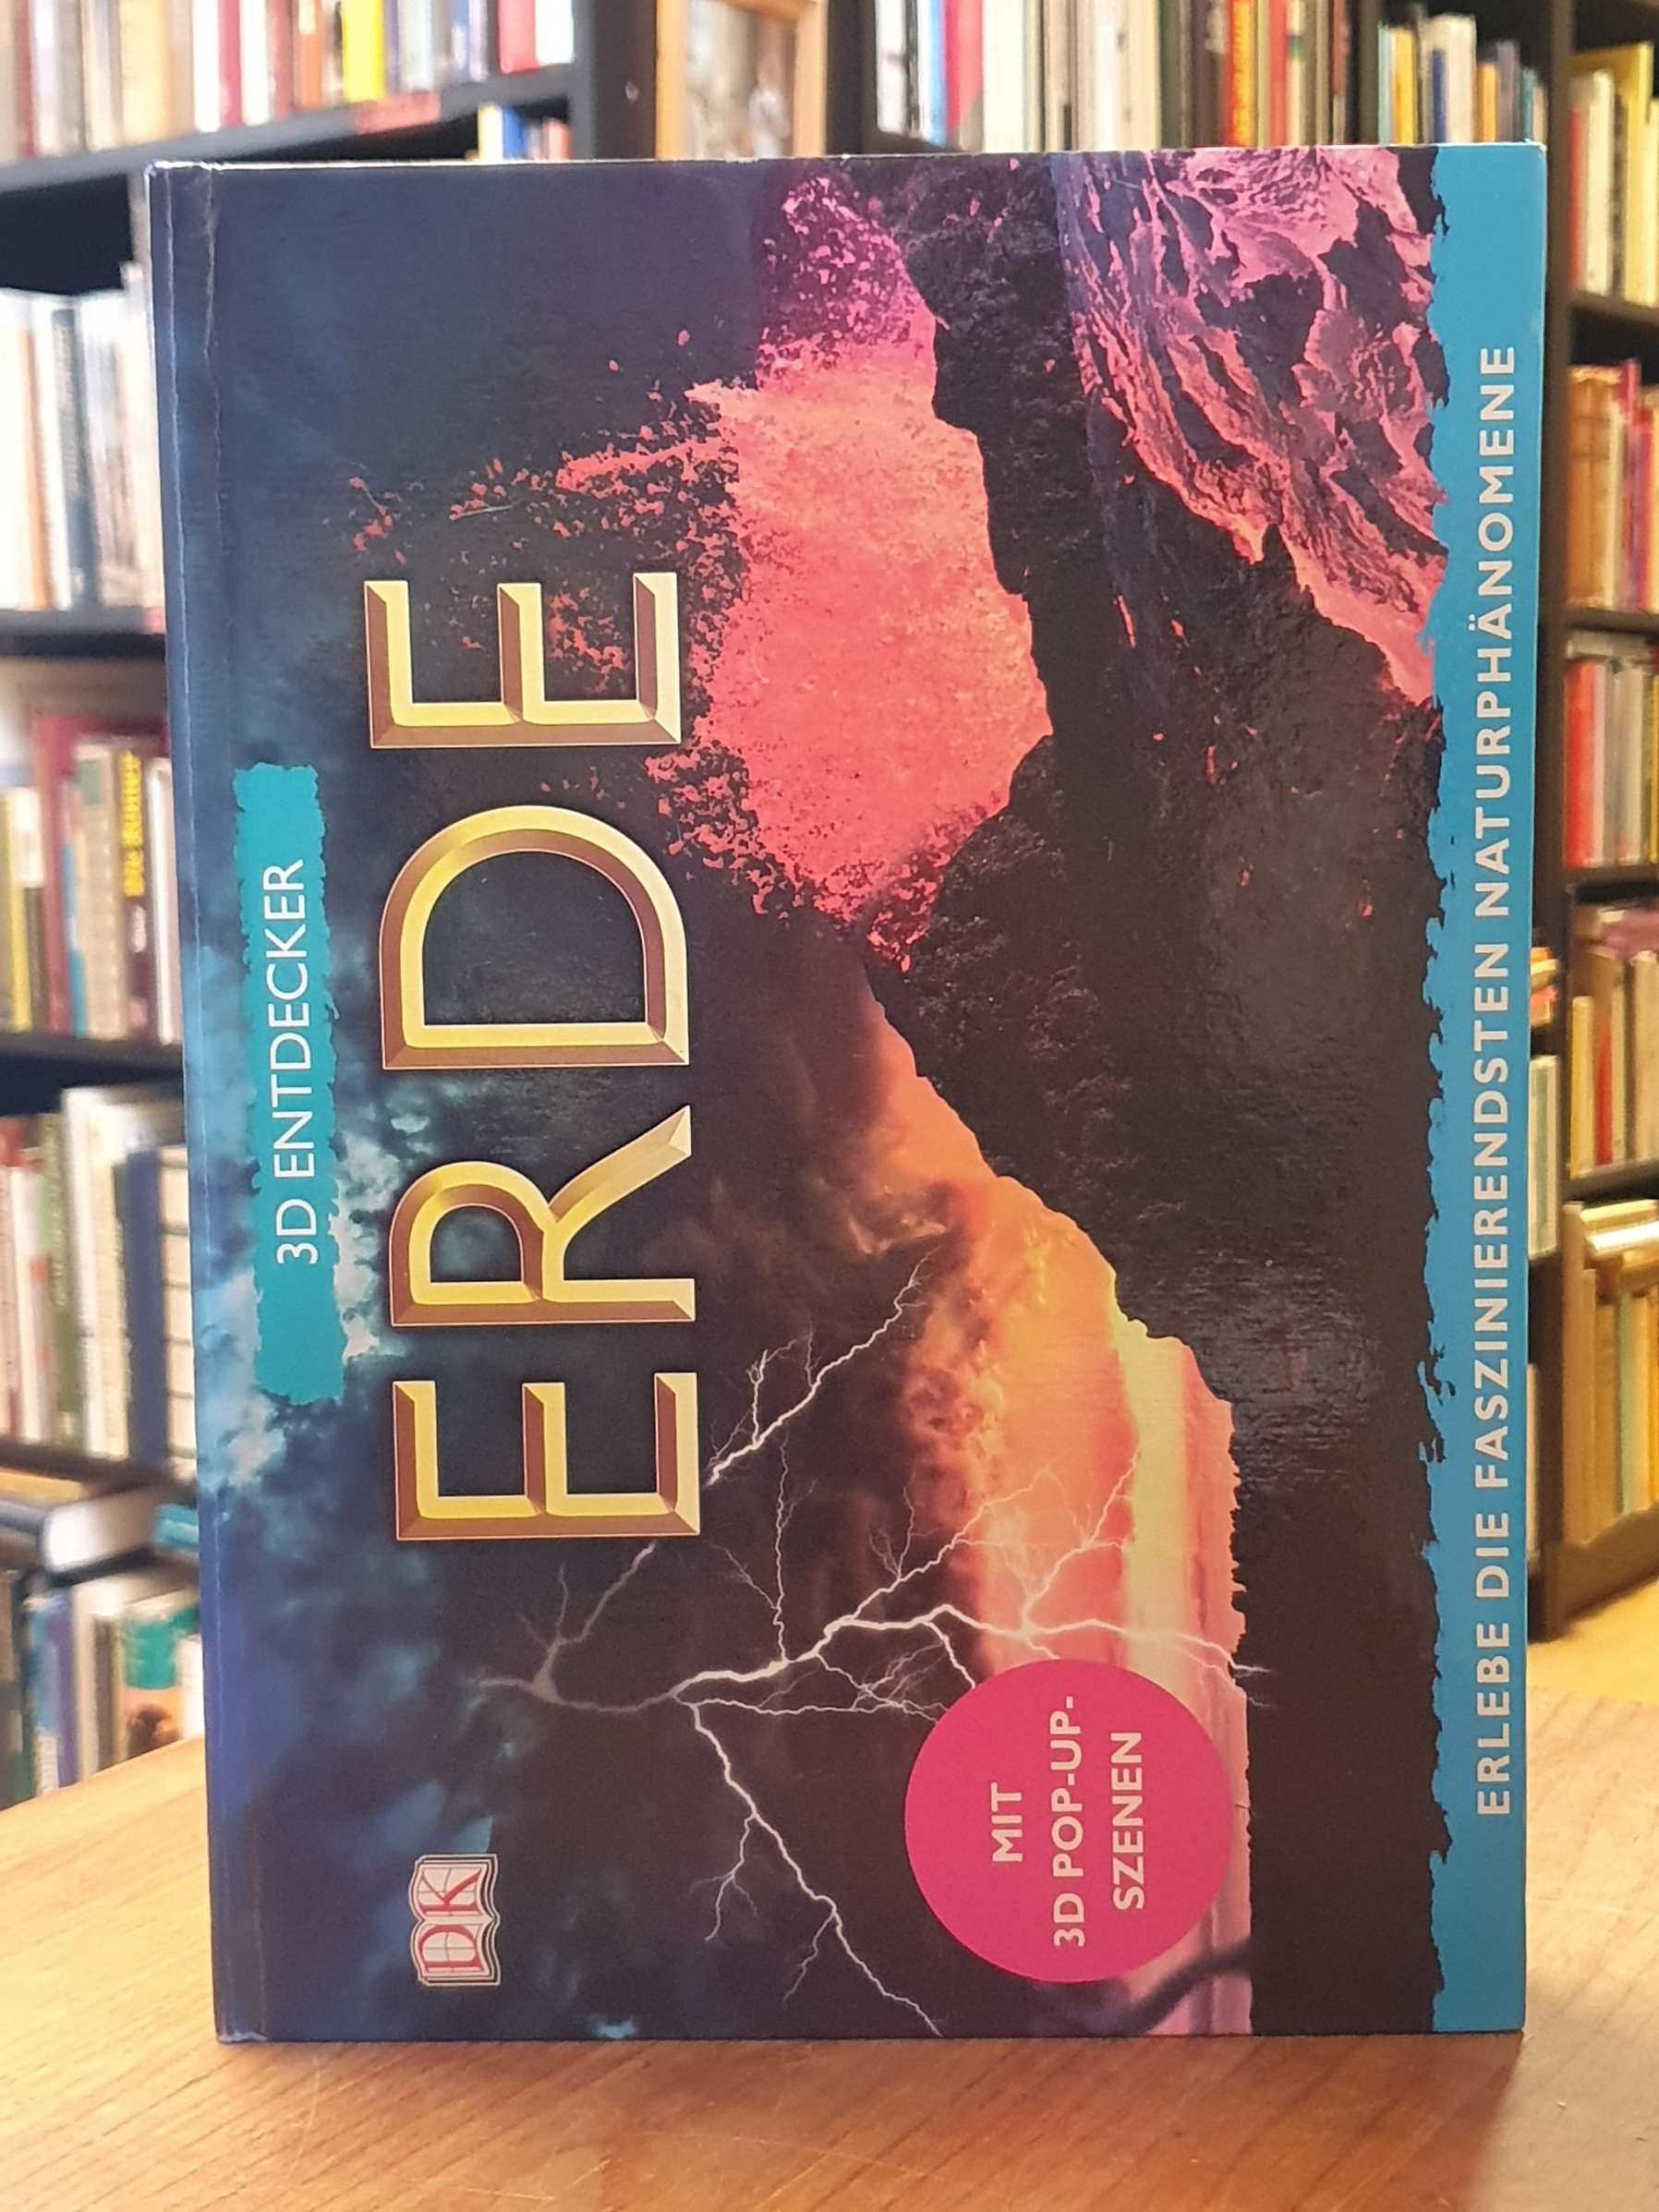 3D ENTDECKER
ERDE
DK
MIT
3D POP-UP-
SZENEN
ERLEBE DIE FASZINIERENDSTEN NATURPHÄNOMENE